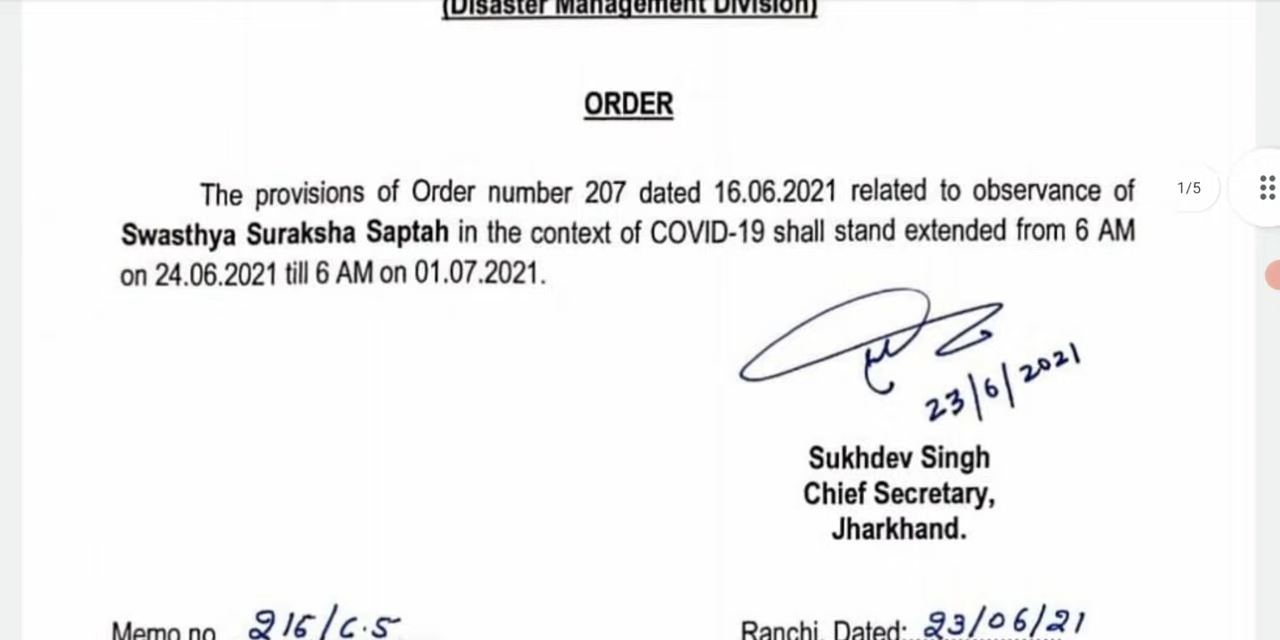 (Disaster Management Division)
ORDER
The provisions of Order number 207 dated 16.06.2021 related to observance of
Swasthya Suraksha Saptah in the context of COVID-19 shall stand extended from 6 AM
on 24.06.2021 till 6 AM on 01.07.2021.
1/5
23/6/2021
Sukhdev Singh
Chief Secretary,
Jharkhand.
Memo no 216/C.S
Ranchi, Dated: 23/06/21